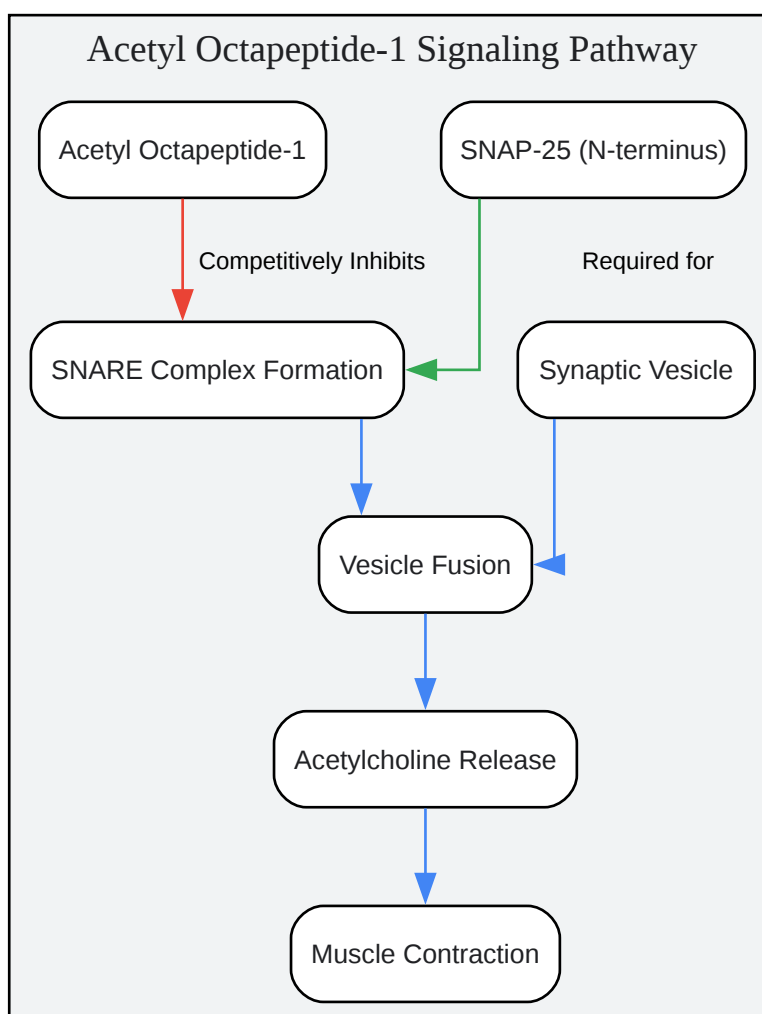 Acetyl Octapeptide-1 Signaling Pathway
Acetyl Octapeptide-1
SNAP-25 (N-terminus)
Competitively Inhibits
Required for
SNARE Complex Formation
Synaptic Vesicle
Vesicle Fusion
Acetylcholine Release
Muscle Contraction